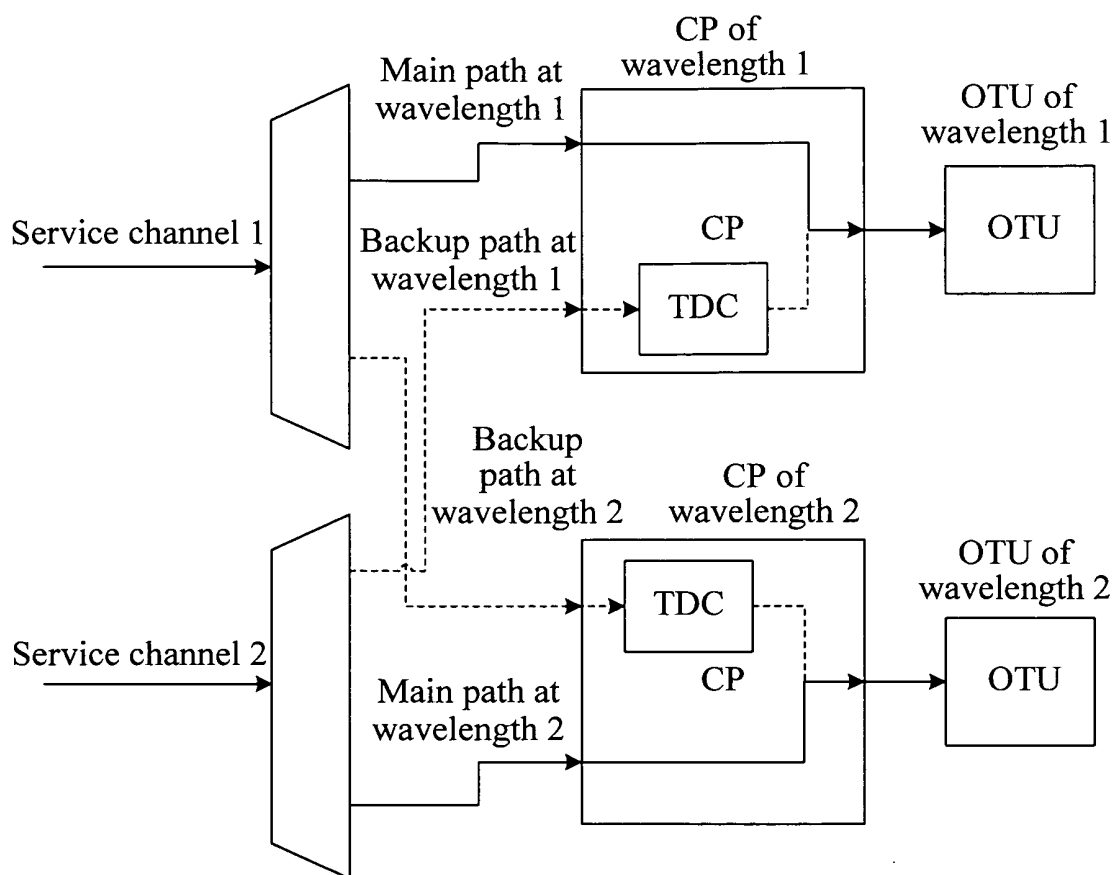 CP of
wavelength 1
Main path at
wavelength 1
OTU of
wavelength 1
Service channel 1
CP
OTU
Backup path at
wavelength 1
TDC
Backup
path at
wavelength 2
CP of
wavelength 2
OTU of
wavelength 2
TDC
Service channel 2
CP
OTU
Main path at
wavelength 2